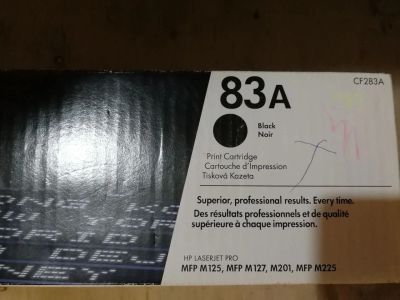 CF283A
83A
Black
Noir
Print Cartridge
Cartouche d'Impression
Tisková Kazeta
Superior, professional results. Every time.
Des résultats professionnels et de qualité
supérieure à chaque impression.
HP LASERJET PRO
MFP M125, MFP M127, M201, MFP M225